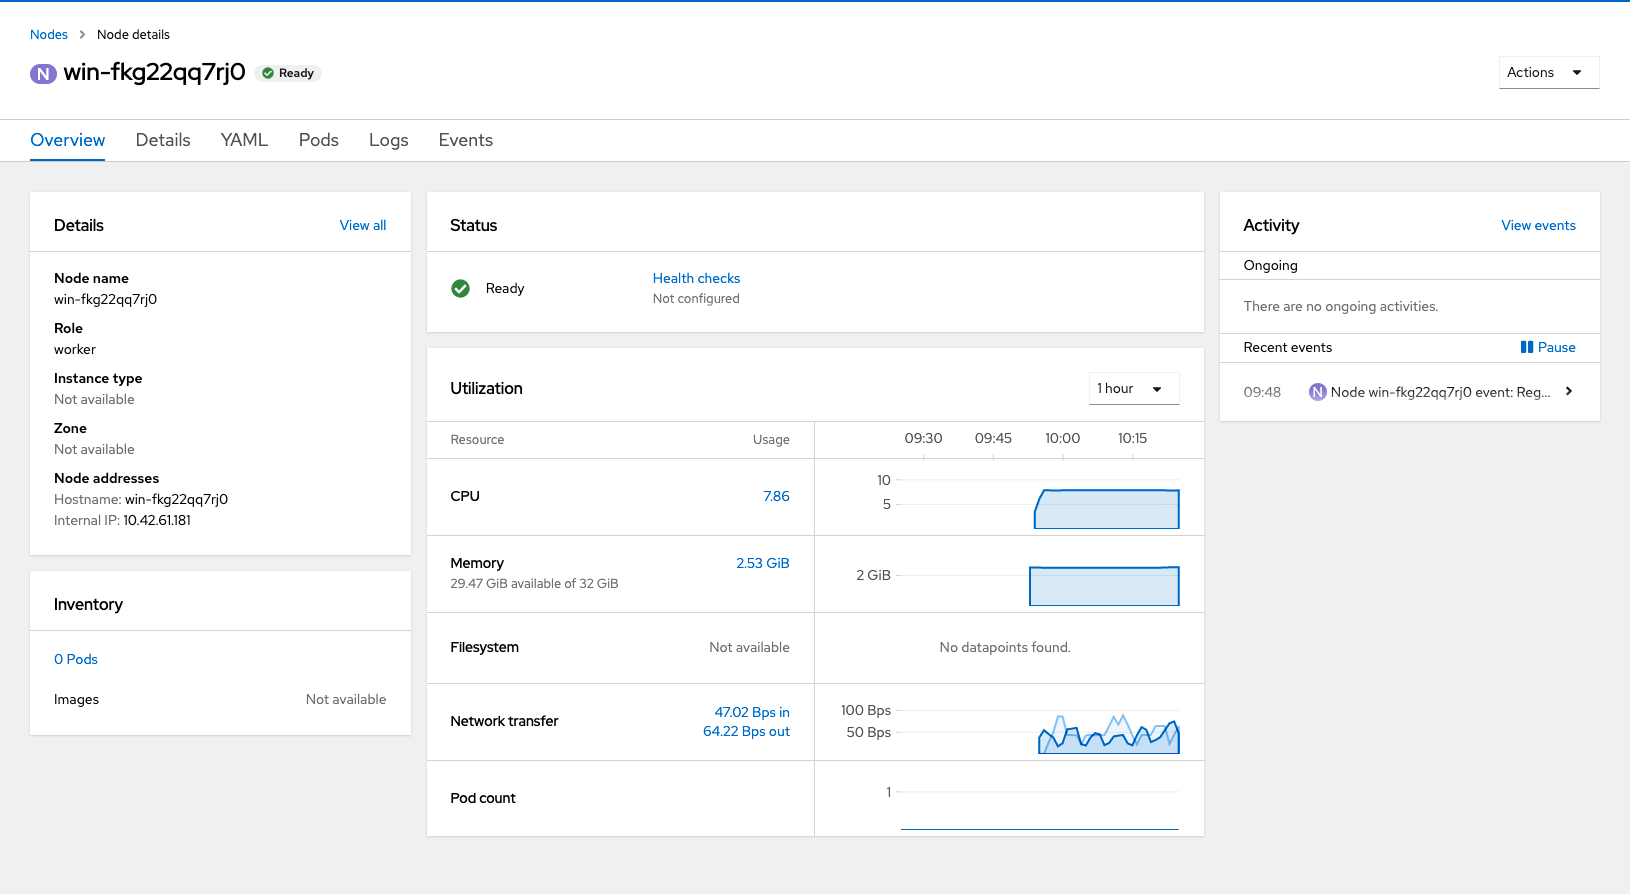 Nodes > Node details
N win-fkg22qq7rj0 Ready
Actions
Overview Details YAML Pods Logs Events
Details View all
Node name
win-fkg22qq7rj0
Role
worker
Instance type
Not available
Zone
Not available
Node addresses
Hostname: win-fkg22qq7rj0
Internal IP: 10.42.61.181
Inventory
0 Pods
Images Not available
Status
Ready
Health checks
Not configured
Utilization 1 hour
Resource Usage 09:30 09:45 10:00 10:15
CPU 7.86
10
5
Memory 2.53 GiB
29.47 GiB available of 32 GiB
2 GiB
Filesystem Not available No datapoints found.
Network transfer
47.02 Bps in
64.22 Bps out
100 Bps
50 Bps
Pod count
1
Activity View events
Ongoing
There are no ongoing activities.
Recent events Pause
09:48 N Node win-fkg22qq7rj0 event: Reg...